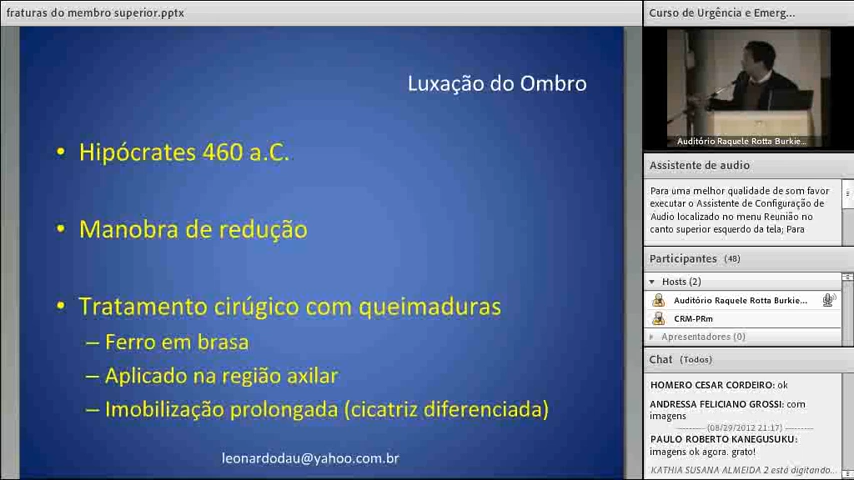 fraturas do membro superior.pptx
Luxação do Ombro
• Hipócrates 460 a.C.
• Manobra de redução
• Tratamento cirúgico com queimaduras
– Ferro em brasa
– Aplicado na região axilar
– Imobilização prolongada (cicatriz diferenciada)
leonardodau@yahoo.com.br
Curso de Urgência e Emerg...
Auditório Raquele Rotta Burkie...
Assistente de audio
Para uma melhor qualidade de som favor
executar o Assistente de Configuração de
Audio localizado no menu Reunião no
canto superior esquerdo da tela; Para
Participantes (48)
Hosts (2)
Auditório Raquele Rotta Burkie...
CRM-PRm
Apresentadores (0)
Chat (Todos)
HOMERO CESAR CORDEIRO: ok
ANDRESSA FELICIANO GROSSI: com
imagens
-------- (08/29/2012 21:17) --------
PAULO ROBERTO KANEGUSUKU:
imagens ok agora. grato!
KATHIA SUSANA ALMEIDA 2 está digitando...